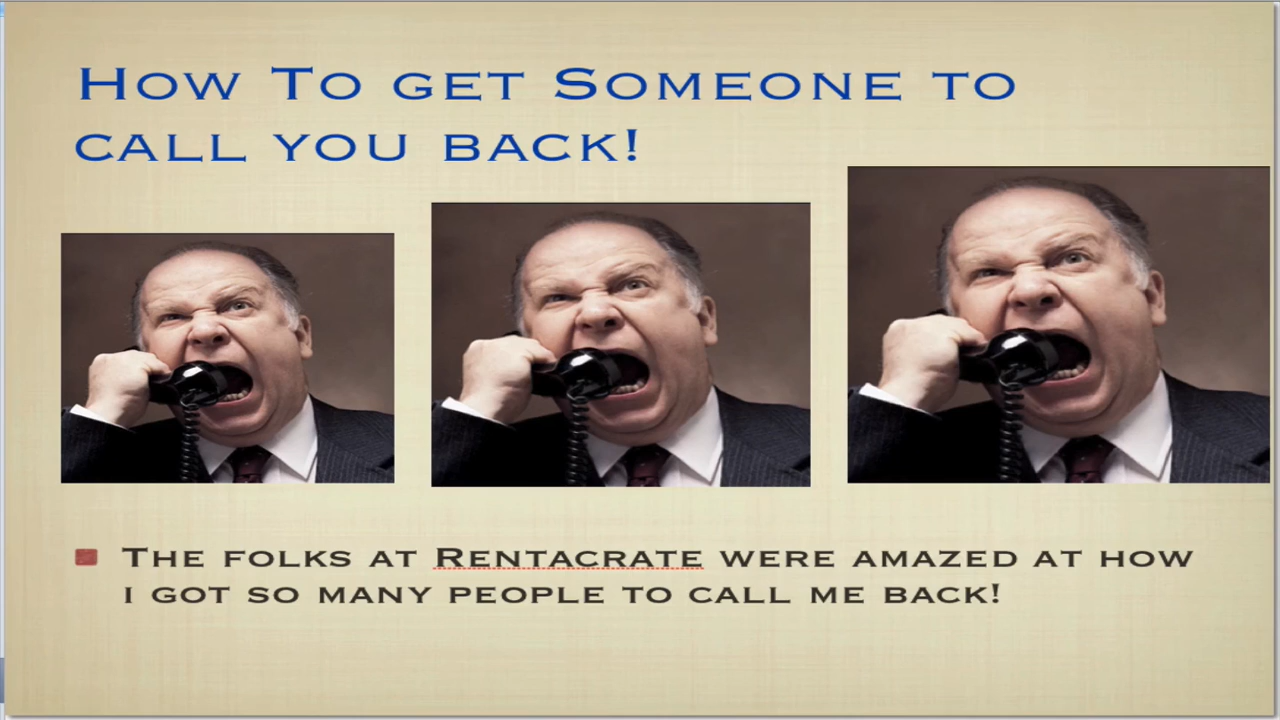 How To get Someone to
call you back!
The folks at Rentacrate were amazed at how
I got so many people to call me back!